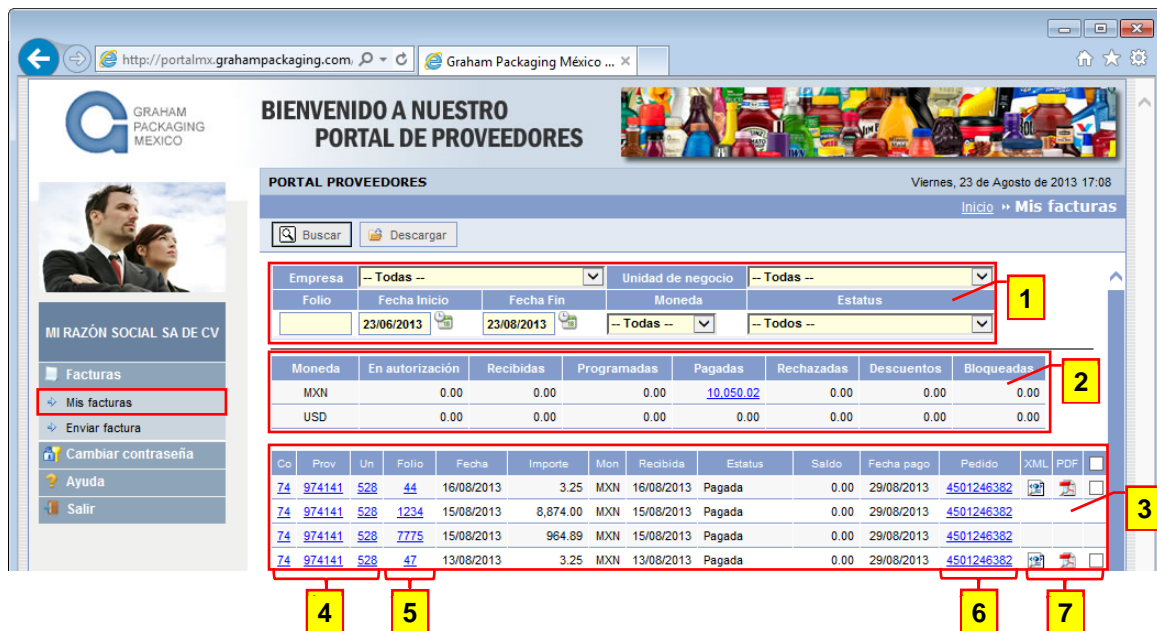 http://portalmx.grahampackaging.com,
Graham Packaging Méxic o ...
GRAHAM
PACKAGING
MEXICO
BIENVENIDO A NUESTRO
PORTAL DE PROVEEDORES
PORTAL PROVEEDORES Viernes, 23 de Agosto de 2013 17:08
Inicio » Mis facturas
Buscar Descargar
Empresa -- Todas -- Unidad de negocio -- Todas --
Folio Fecha Inicio Fecha Fin Moneda Estatus
23/06/2013 23/08/2013 -- Todas -- -- Todos --
1
MI RAZÓN SOCIAL SA DE CV
Facturas
Mis facturas
Enviar factura
Cambiar contraseña
Ayuda
Salir
Moneda En autorización Recibidas Programadas Pagadas Rechazadas Descuentos Bloqueadas
MXN 0.00 0.00 0.00 10,050.02 0.00 0.00 0.00
USD 0.00 0.00 0.00 0.00 0.00 0.00 0.00
2
Co Prov Un Folio Fecha Importe Mon Recibida Estatus Saldo Fecha pago Pedido XML PDF
74 974141 528 44 16/08/2013 3.25 MXN 16/08/2013 Pagada 0.00 29/08/2013 4501246382
74 974141 528 1234 15/08/2013 8,874.00 MXN 15/08/2013 Pagada 0.00 29/08/2013 4501246382
74 974141 528 7775 15/08/2013 964.89 MXN 15/08/2013 Pagada 0.00 29/08/2013 4501246382
74 974141 528 47 13/08/2013 3.25 MXN 13/08/2013 Pagada 0.00 29/08/2013 4501246382
3
4 5 6 7